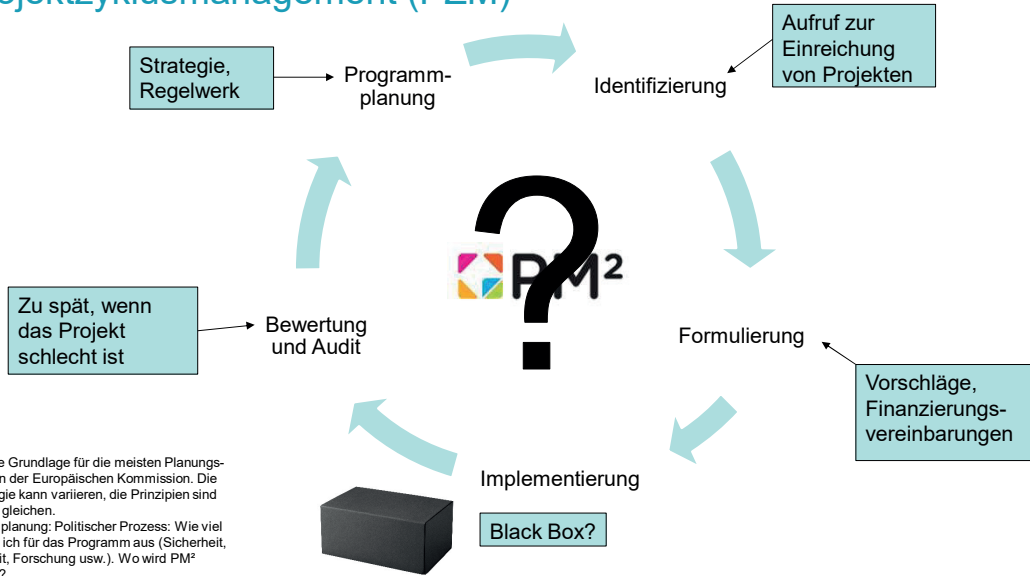 ojektzyklusmanagement (PZM)
Strategie,
Regelwerk
Programm-
planung
Identifizierung
Aufruf zur
Einreichung
von Projekten
PM²
?
Zu spät, wenn
das Projekt
schlecht ist
Bewertung
und Audit
Formulierung
Vorschläge,
Finanzierungs-
vereinbarungen
Implementierung
Black Box?
e Grundlage für die meisten Planungs-
n der Europäischen Kommission. Die
gie kann variieren, die Prinzipien sind
gleichen.
planung: Politischer Prozess: Wie viel
ich für das Programm aus (Sicherheit,
it, Forschung usw.). Wo wird PM²
?